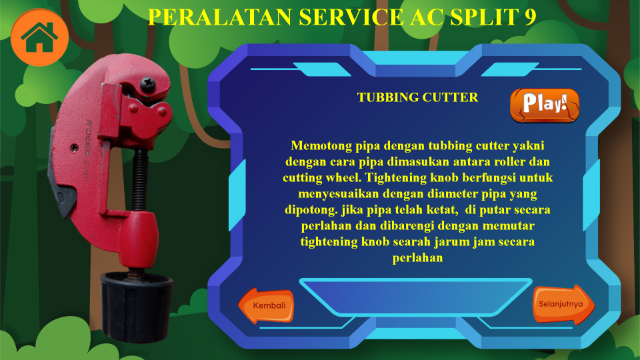 PERALATAN SERVICE AC SPLIT 9
TUBBING CUTTER
Play!
Memotong pipa dengan tubbing cutter yakni
dengan cara pipa dimasukan antara roller dan
cutting wheel. Tightening knob berfungsi untuk
menyesuaikan dengan diameter pipa yang
dipotong. jika pipa telah ketat, di putar secara
perlahan dan dibarengi dengan memutar
tightening knob searah jarum jam secara
perlahan
Kembali
Selanjutnya